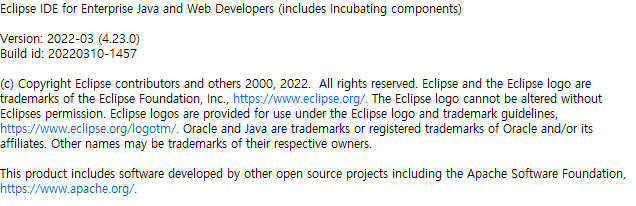 Eclipse IDE for Enterprise Java and Web Developers (includes Incubating components)
Version: 2022-03 (4.23.0)
Build id: 20220310-1457
(c) Copyright Eclipse contributors and others 2000, 2022.  All rights reserved. Eclipse and the Eclipse logo are
trademarks of the Eclipse Foundation, Inc., https://www.eclipse.org/. The Eclipse logo cannot be altered without
Eclipses permission. Eclipse logos are provided for use under the Eclipse logo and trademark guidelines,
https://www.eclipse.org/logotm/. Oracle and Java are trademarks or registered trademarks of Oracle and/or its
affiliates. Other names may be trademarks of their respective owners.
This product includes software developed by other open source projects including the Apache Software Foundation,
https://www.apache.org/.